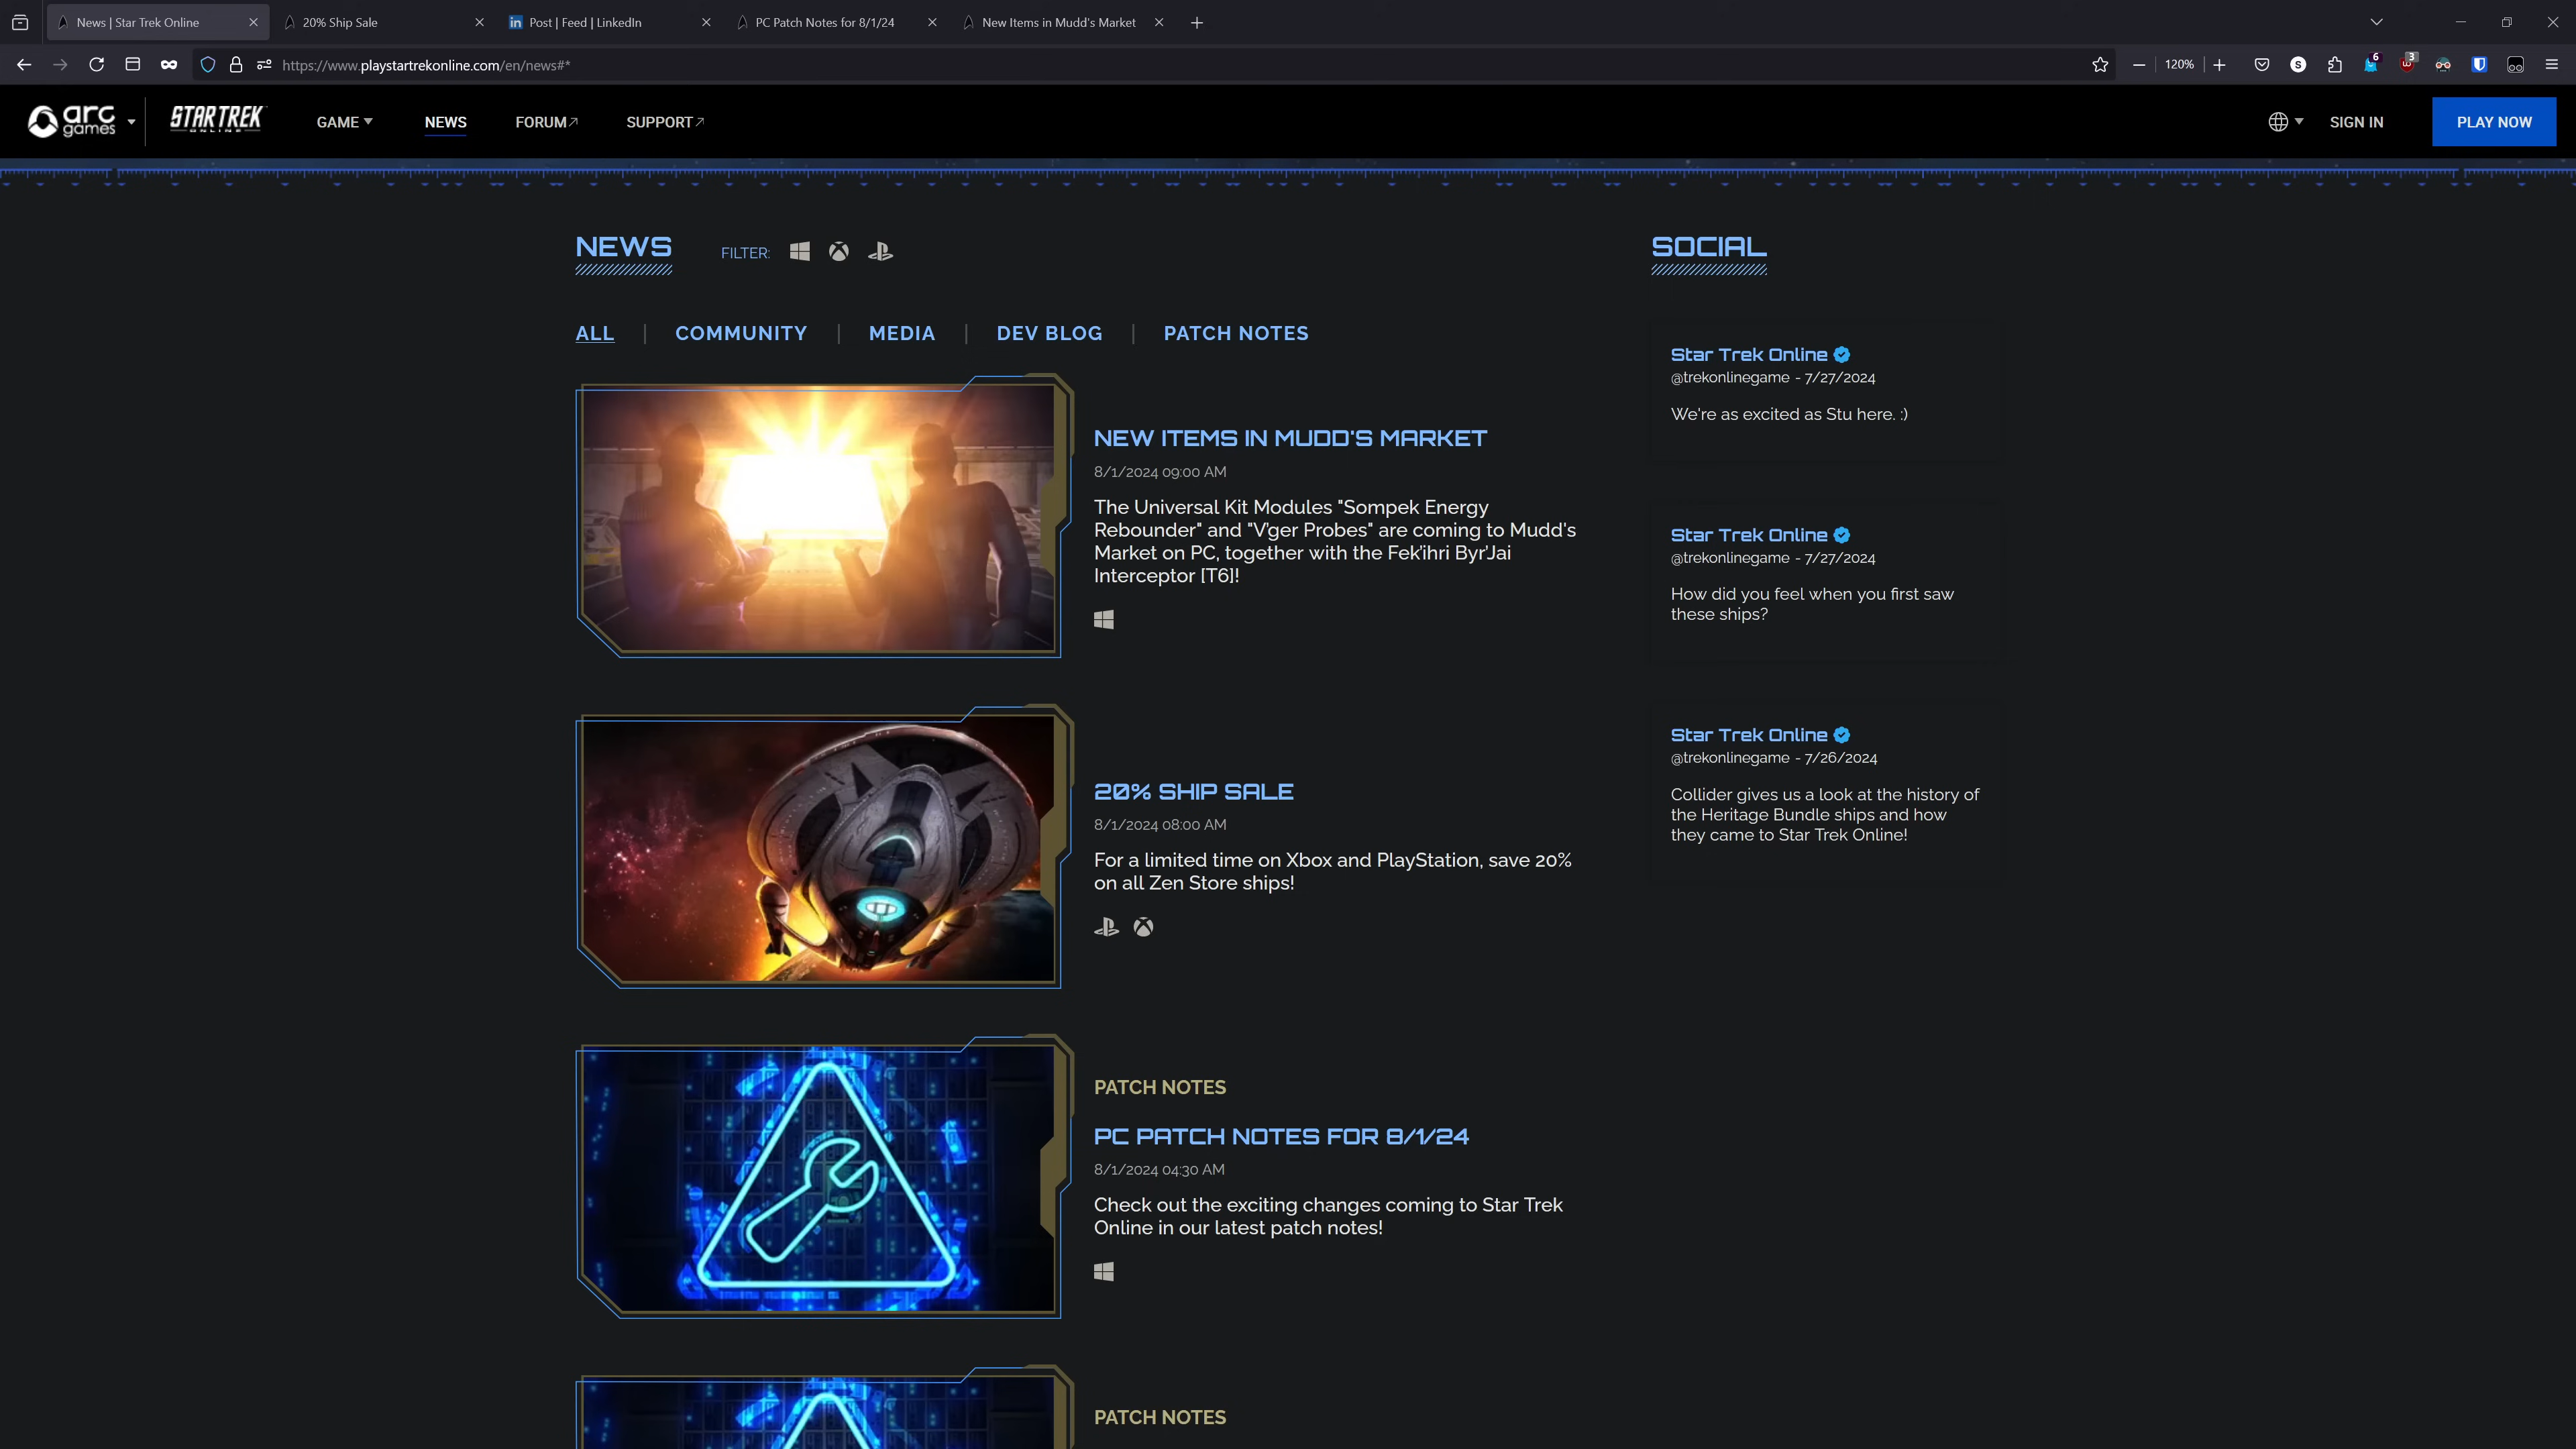 News | Star Trek Online
20% Ship Sale
Post | Feed | LinkedIn
PC Patch Notes for 8/1/24
New Items in Mudd's Market
https://www.playstartrekonline.com/en/news#*
120%
S
6
3
arc games
STAR TREK ONLINE
GAME
NEWS
FORUM
SUPPORT
SIGN IN
PLAY NOW
NEWS
FILTER:
ALL | COMMUNITY | MEDIA | DEV BLOG | PATCH NOTES
NEW ITEMS IN MUDD'S MARKET
8/1/2024 09:00 AM
The Universal Kit Modules "Sompek Energy
Rebounder" and "V'ger Probes" are coming to Mudd's
Market on PC, together with the Fek'ihri Byr'Jai
Interceptor [T6]!
20% SHIP SALE
8/1/2024 08:00 AM
For a limited time on Xbox and PlayStation, save 20%
on all Zen Store ships!
PATCH NOTES
PC PATCH NOTES FOR 8/1/24
8/1/2024 04:30 AM
Check out the exciting changes coming to Star Trek
Online in our latest patch notes!
PATCH NOTES
SOCIAL
Star Trek Online
@trekonlinegame - 7/27/2024
We're as excited as Stu here. :)
Star Trek Online
@trekonlinegame - 7/27/2024
How did you feel when you first saw
these ships?
Star Trek Online
@trekonlinegame - 7/26/2024
Collider gives us a look at the history of
the Heritage Bundle ships and how
they came to Star Trek Online!